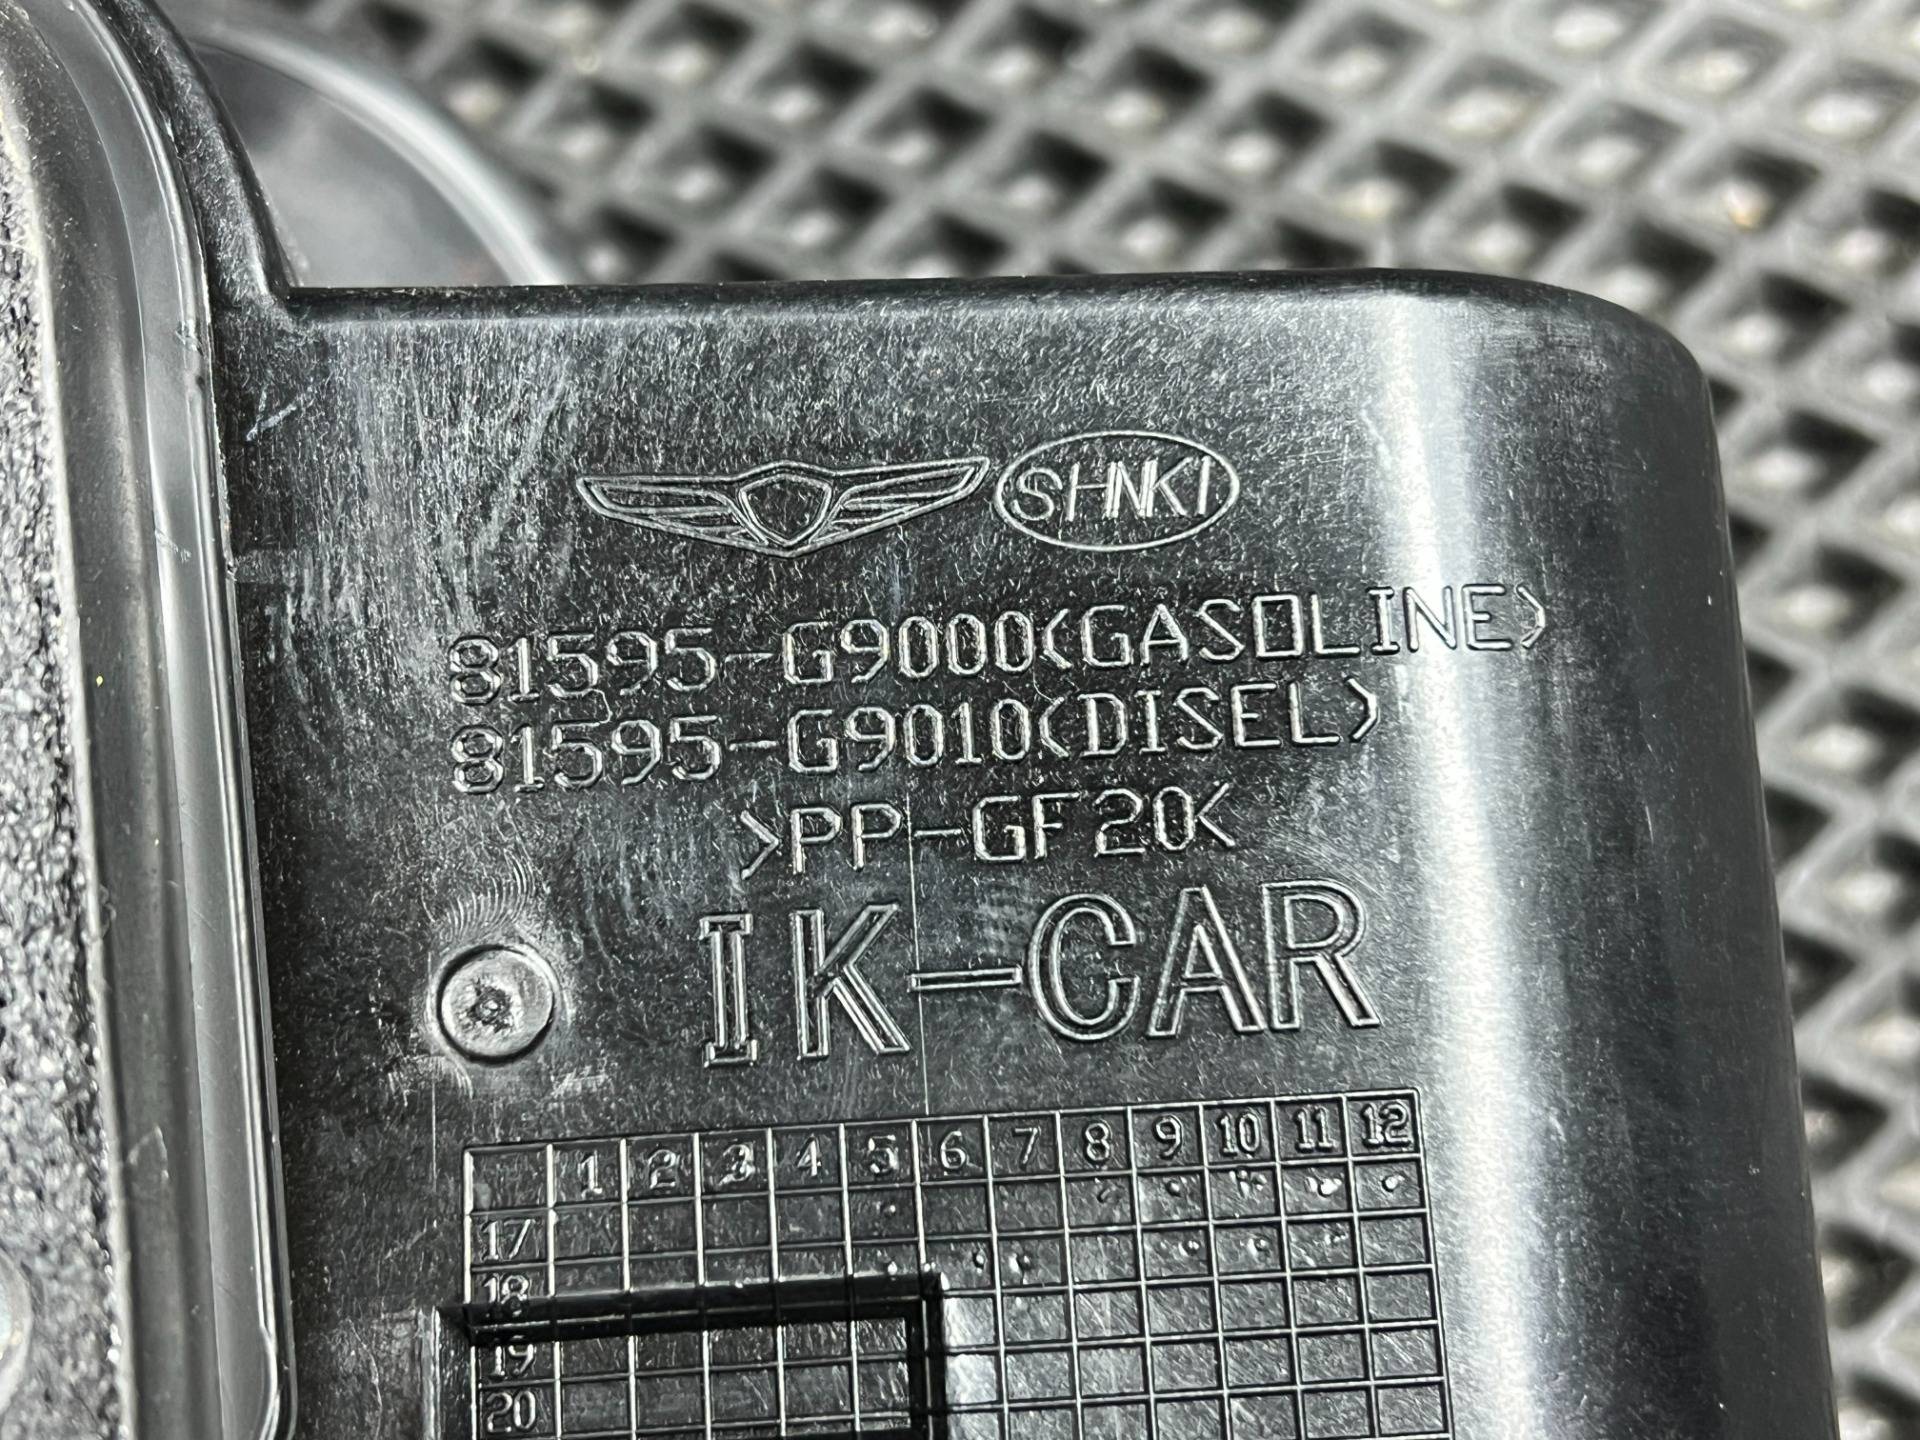 SHNKI
81595-G9000<GASOLINE>
81595-G9010<DISEL>
>PP-GF20<
IK-CAR
1 2 3 4 5 6 7 8 9 10 11 12
17
18
19
20